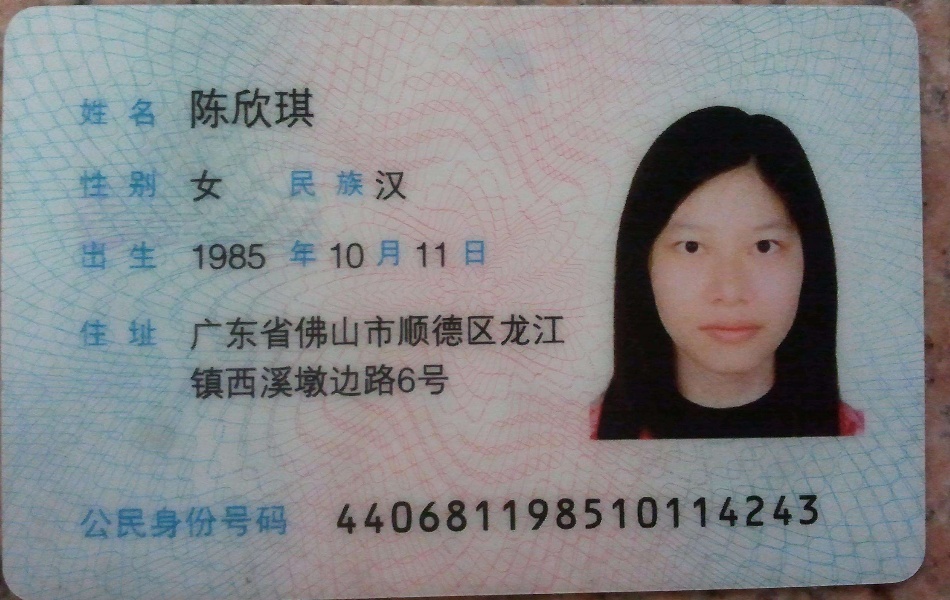 姓名 陈欣琪
性别 女 民族 汉
出生 1985 年 10 月 11 日
住址 广东省佛山市顺德区龙江
镇西溪墩边路6号
公民身份号码 440681198510114243